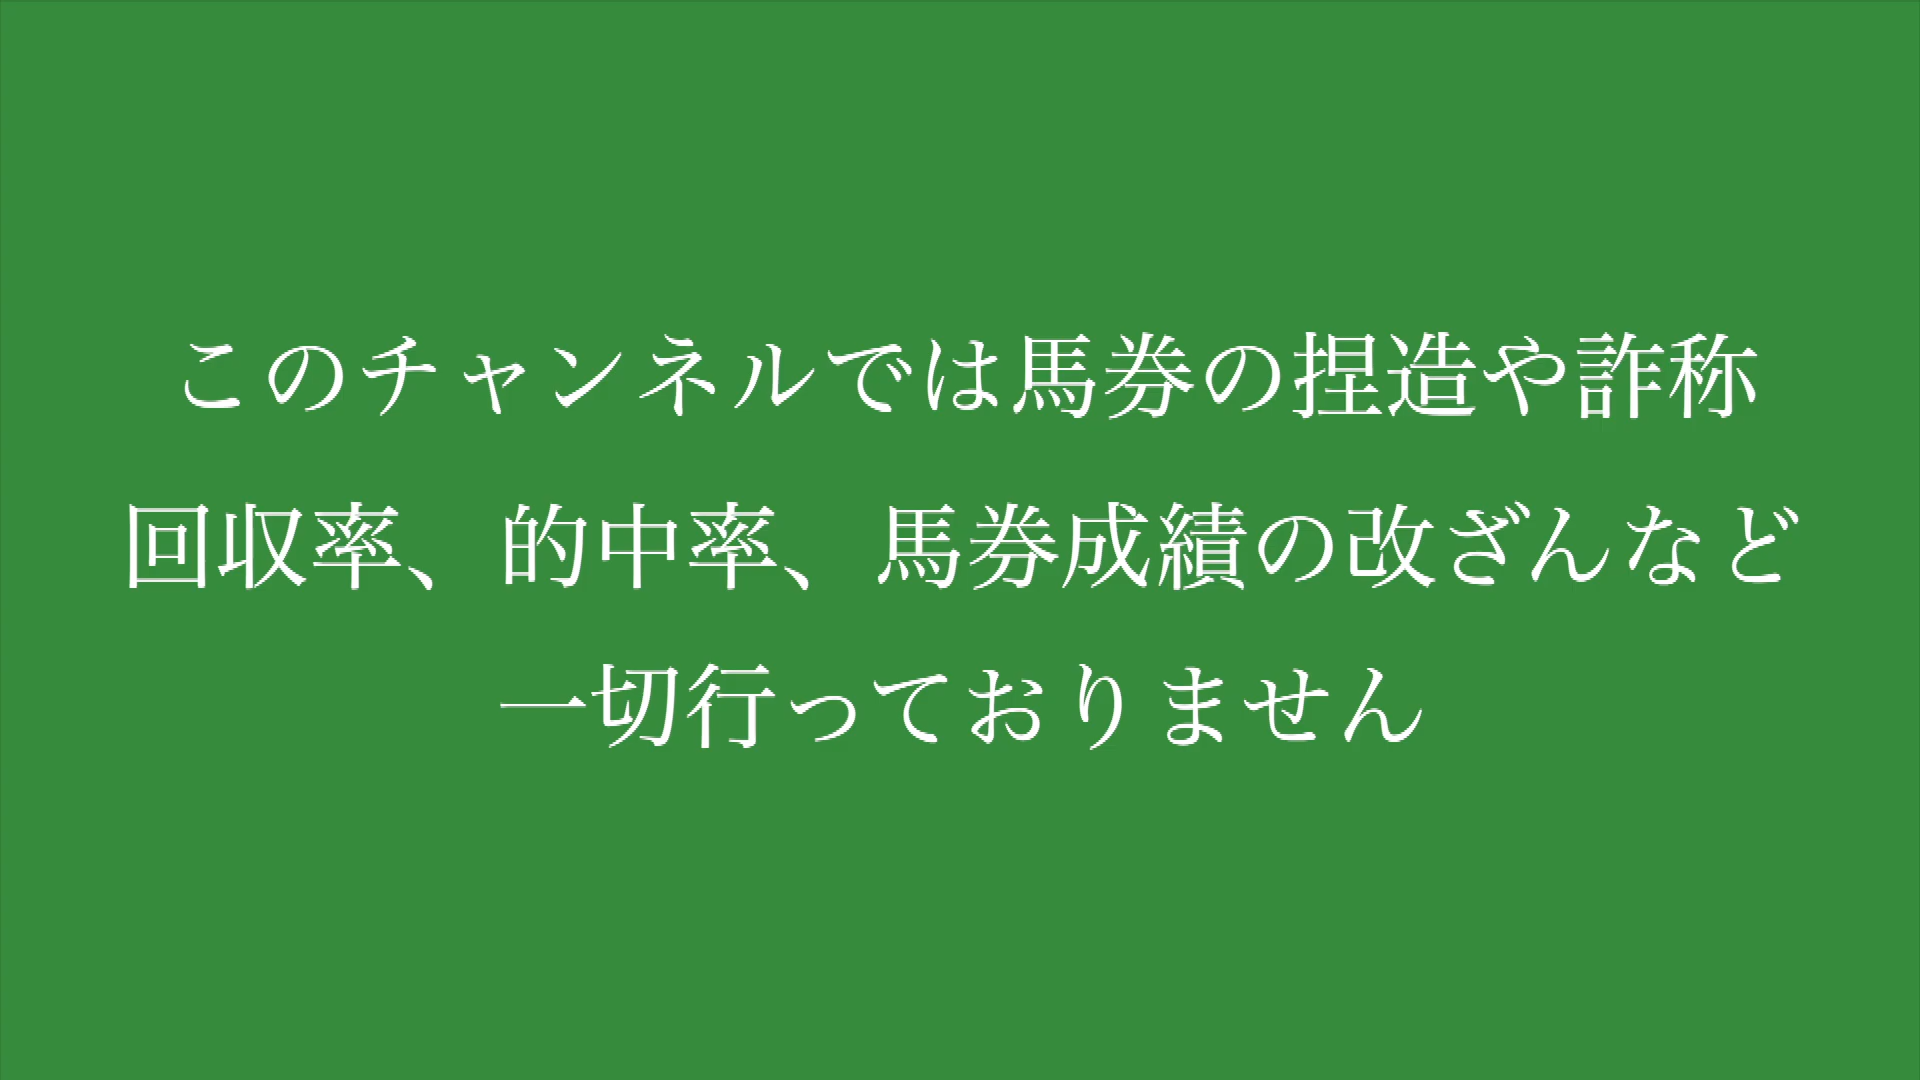 このチャンネルでは馬券の捏造や詐称
回収率、的中率、馬券成績の改ざんなど
一切行っておりません